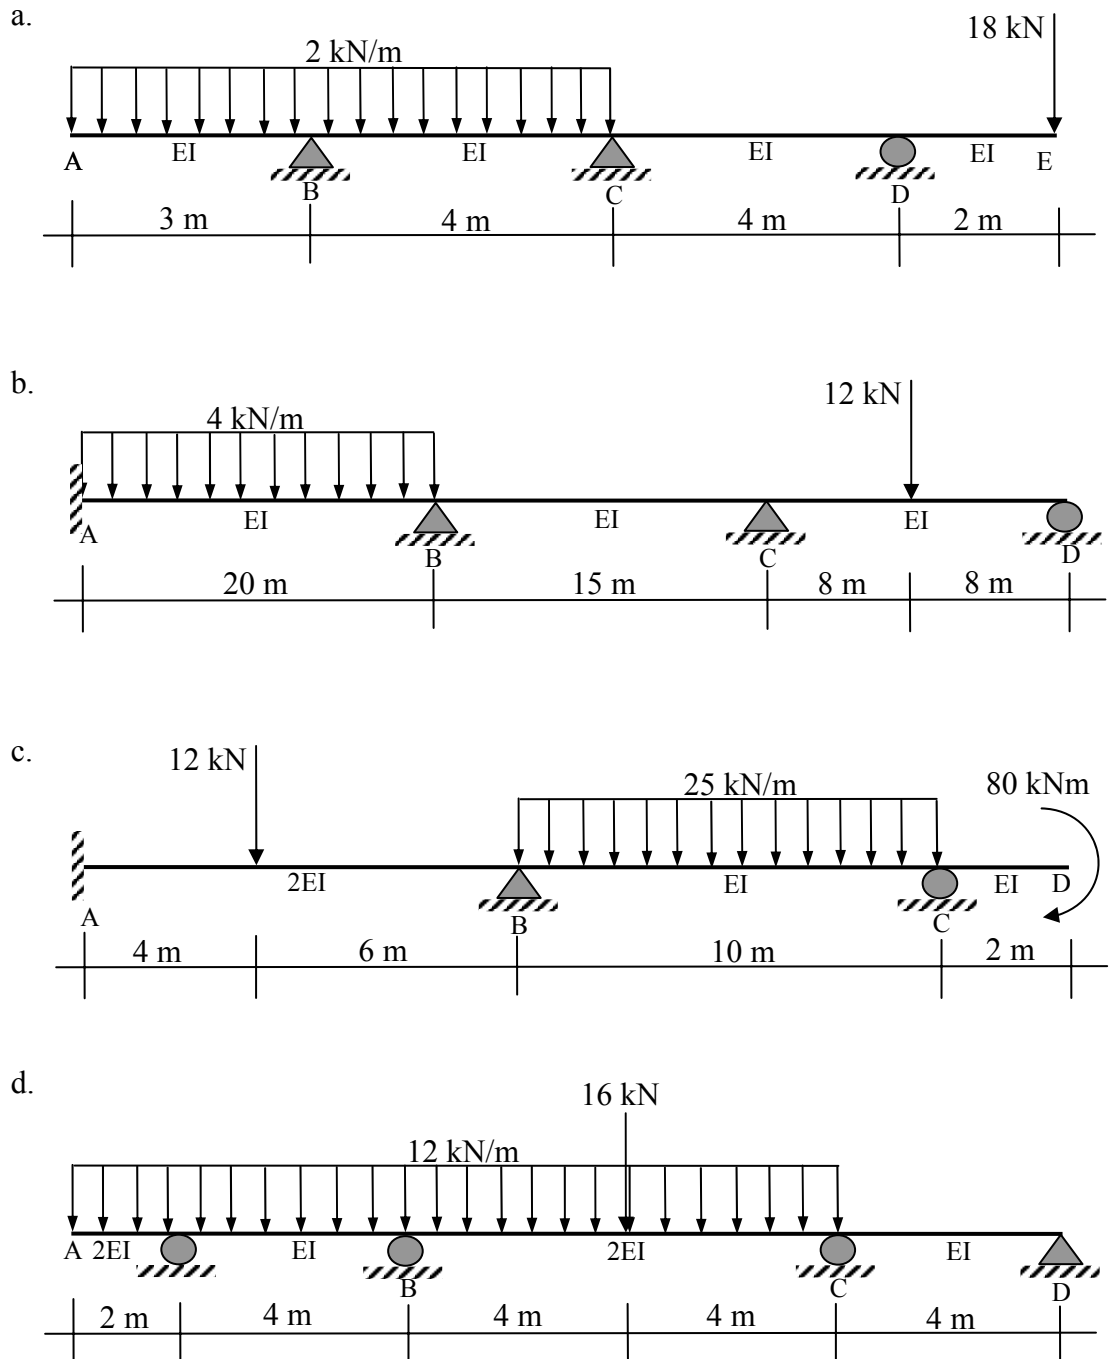 a.
18 kN
2 kN/m
A EI B EI C EI D EI E
3 m 4 m 4 m 2 m
b.
12 kN
4 kN/m
A EI B EI C EI D
20 m 15 m 8 m 8 m
c.
12 kN 25 kN/m 80 kNm
A 2EI B EI C EI D
4 m 6 m 10 m 2 m
d.
16 kN
12 kN/m
A 2EI EI B 2EI C EI D
2 m 4 m 4 m 4 m 4 m